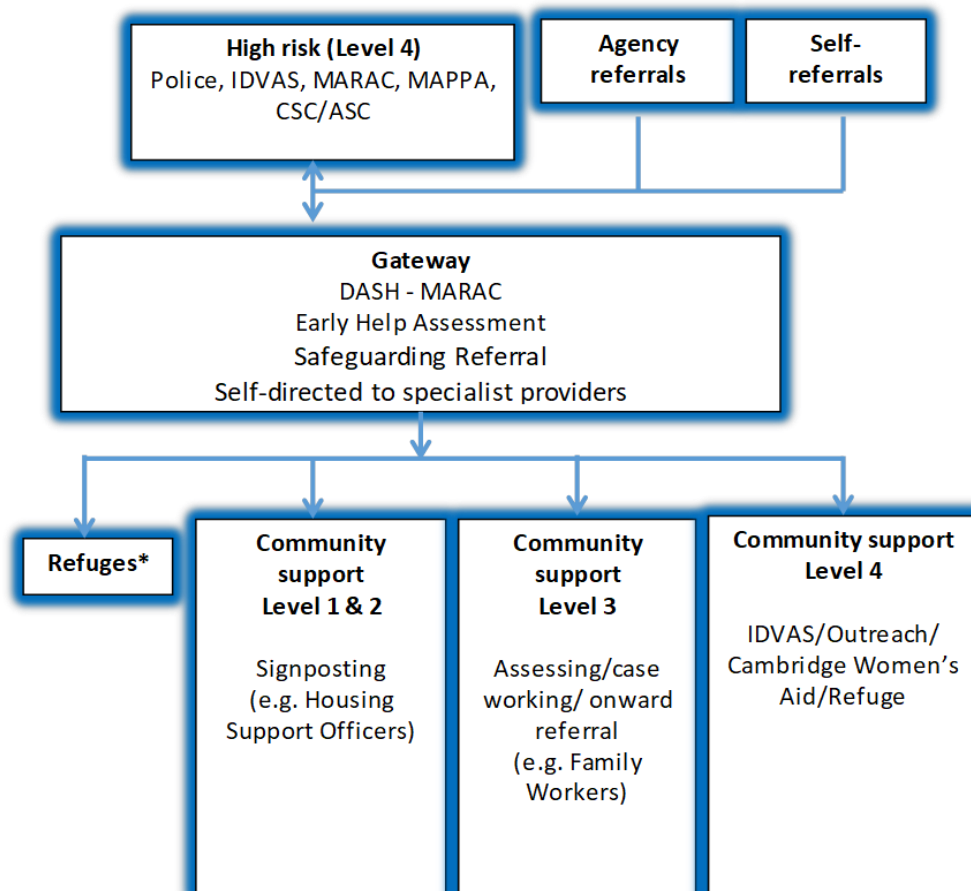 High risk (Level 4)
Police, IDVAS, MARAC, MAPPA,
CSC/ASC
Agency
referrals
Self-
referrals
Gateway
DASH - MARAC
Early Help Assessment
Safeguarding Referral
Self-directed to specialist providers
Refuges*
Community
support
Level 1 & 2
Signposting
(e.g. Housing
Support Officers)
Community
support
Level 3
Assessing/case
working/ onward
referral
(e.g. Family
Workers)
Community support
Level 4
IDVAS/Outreach/
Cambridge Women’s
Aid/Refuge